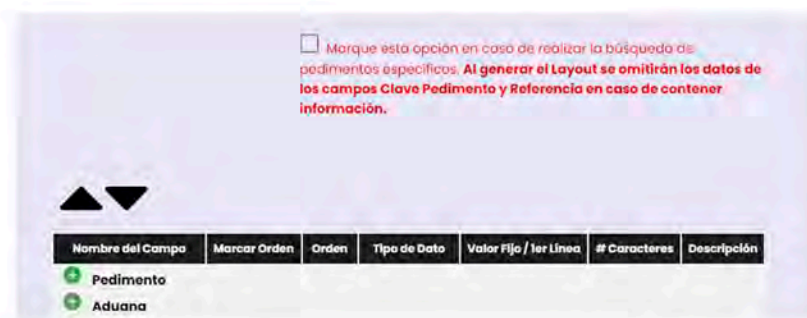 Marque esta opción en caso de realizar la búsqueda de
pedimentos específicos. Al generar el Layout se omitirán los datos de
los campos Clave Pedimento y Referencia en caso de contener
información.
Nombre del Campo Marcar Orden Orden Tipo de Dato Valor Fijo / 1er Linea # Caracteres Descripción
Pedimento
Aduana